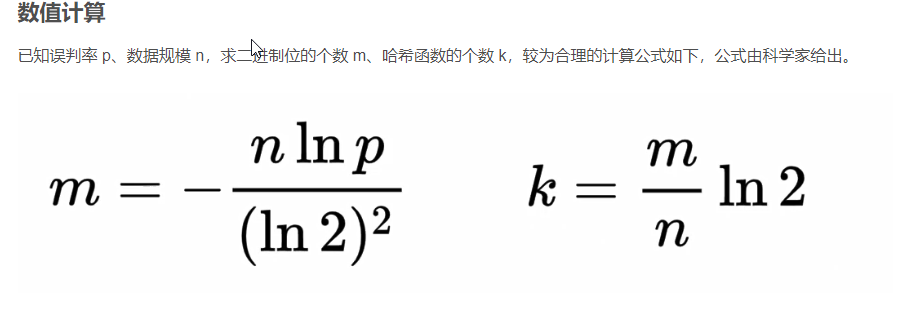 数值计算
已知误判率 p、数据规模 n，求二进制位的个数 m、哈希函数的个数 k，较为合理的计算公式如下，公式由科学家给出。
m = − n ln p / (ln 2)² k = m / n ln 2